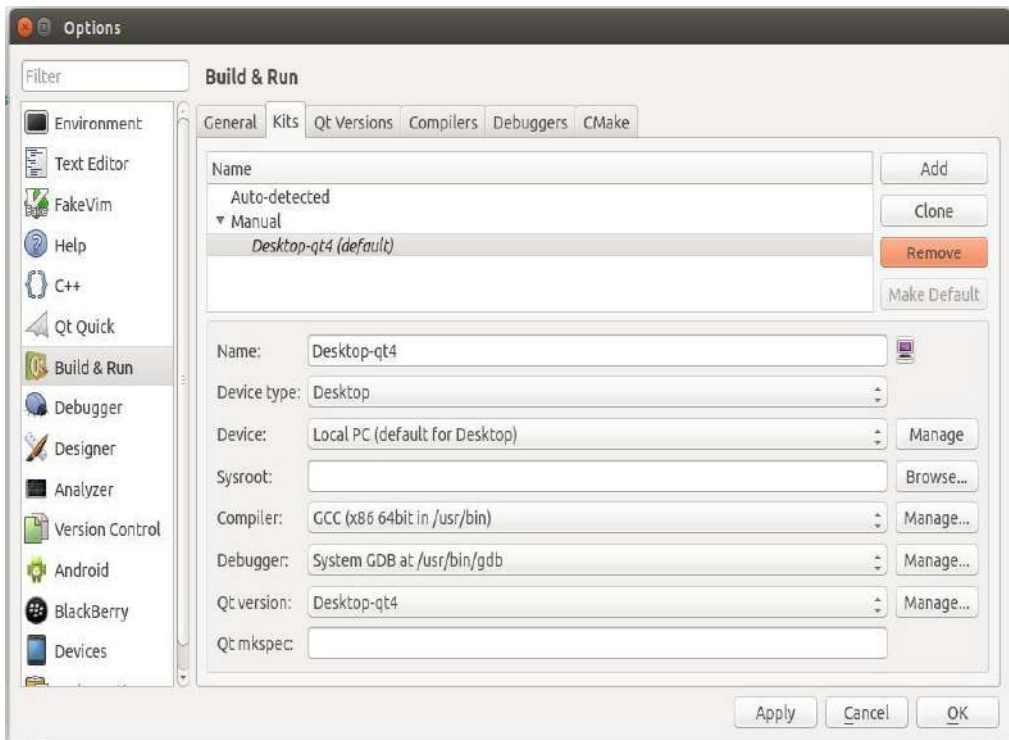 Options
Filter
Build & Run
Environment
Text Editor
FakeVim
Help
C++
Qt Quick
Build & Run
Debugger
Designer
Analyzer
Version Control
Android
BlackBerry
Devices
General Kits Qt Versions Compilers Debuggers CMake
Name
Auto-detected
Manual
Desktop-qt4 (default)
Add
Clone
Remove
Make Default
Name: Desktop-qt4
Device type: Desktop
Device: Local PC (default for Desktop) Manage
Sysroot: Browse...
Compiler: GCC (x86 64bit in /usr/bin) Manage...
Debugger: System GDB at /usr/bin/gdb Manage...
Qt version: Desktop-qt4 Manage...
Qt mkspec:
Apply Cancel OK